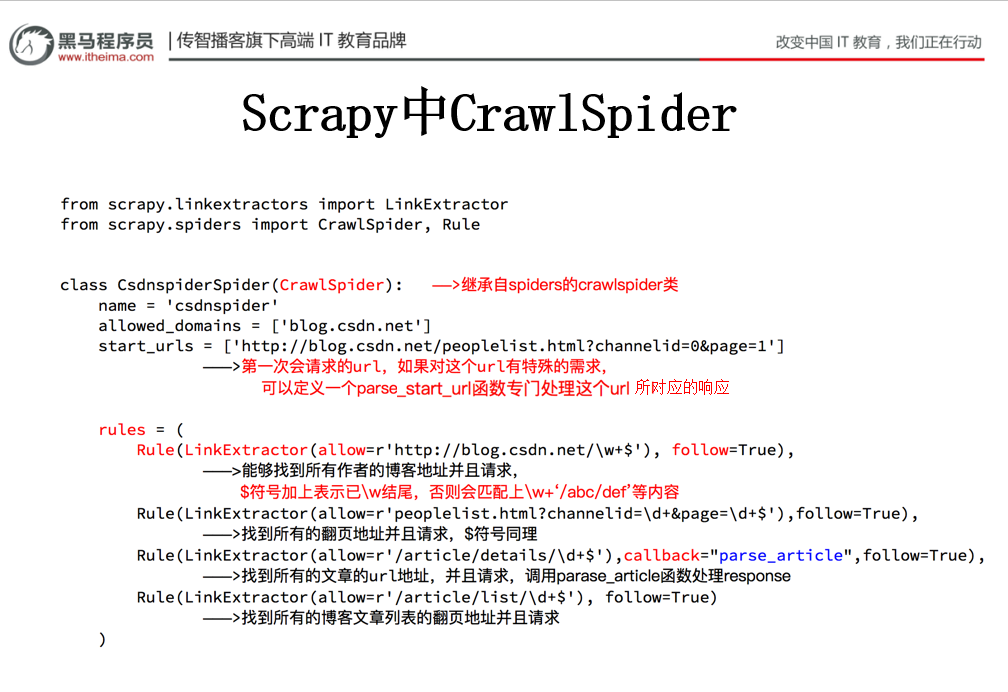 黑马程序员
www.itheima.com
传智播客旗下高端 IT 教育品牌
改变中国 IT 教育，我们正在行动
Scrapy中CrawlSpider
from scrapy.linkextractors import LinkExtractor
from scrapy.spiders import CrawlSpider, Rule
class CsdnspiderSpider(CrawlSpider): ——>继承自spiders的crawlspider类
name = 'csdnspider'
allowed_domains = ['blog.csdn.net']
start_urls = ['http://blog.csdn.net/peoplelist.html?channelid=0&page=1']
———>第一次会请求的url，如果对这个url有特殊的需求，
可以定义一个parse_start_url函数专门处理这个url 所对应的响应
rules = (
Rule(LinkExtractor(allow=r'http://blog.csdn.net/\w+$'), follow=True),
———>能够找到所有作者的博客地址并且请求，
$符号加上表示已\w结尾，否则会匹配上\w+‘/abc/def’等内容
Rule(LinkExtractor(allow=r'peoplelist.html?channelid=\d+&page=\d+$'),follow=True),
———>找到所有的翻页地址并且请求，$符号同理
Rule(LinkExtractor(allow=r'/article/details/\d+$'),callback="parse_article",follow=True),
———>找到所有的文章的url地址，并且请求，调用parase_article函数处理response
Rule(LinkExtractor(allow=r'/article/list/\d+$'), follow=True)
———>找到所有的博客文章列表的翻页地址并且请求
)